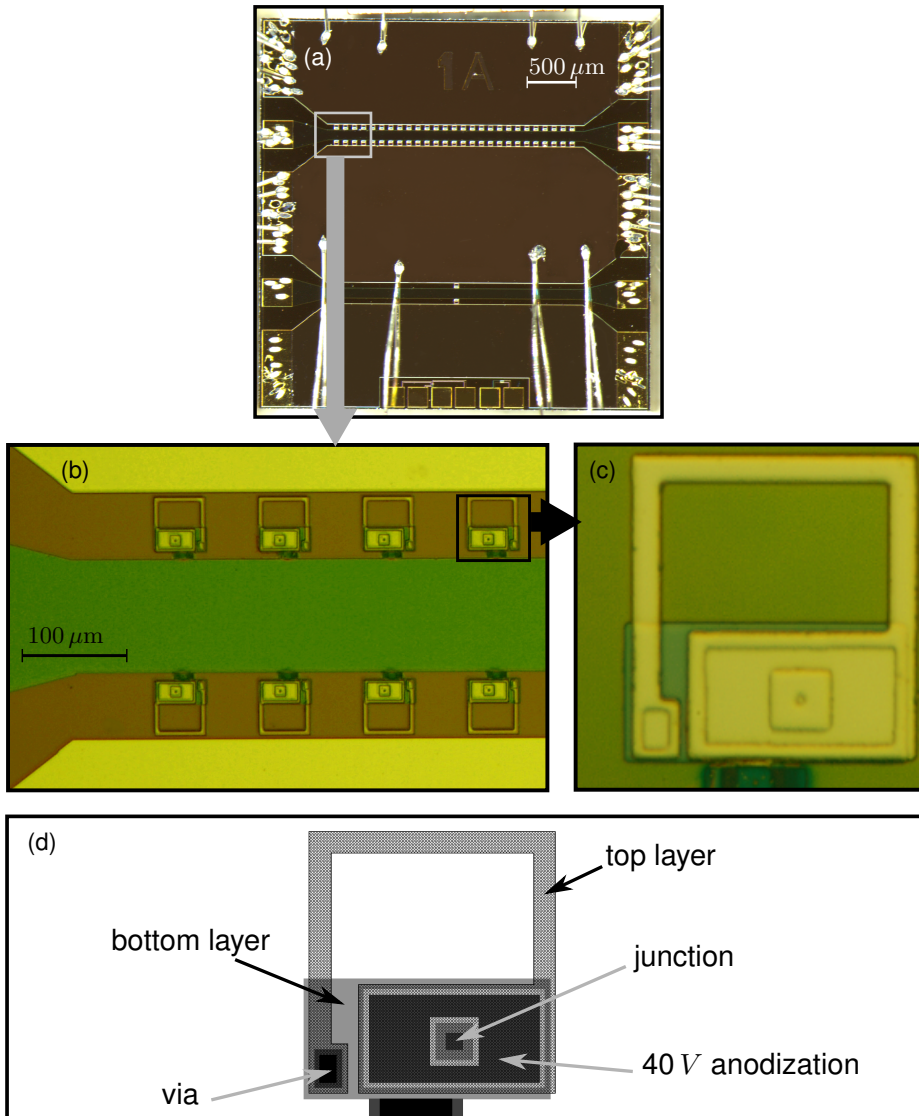 (a)
1A
500 μm
(b)
(c)
100 μm
(d)
top layer
bottom layer
junction
40 V anodization
via